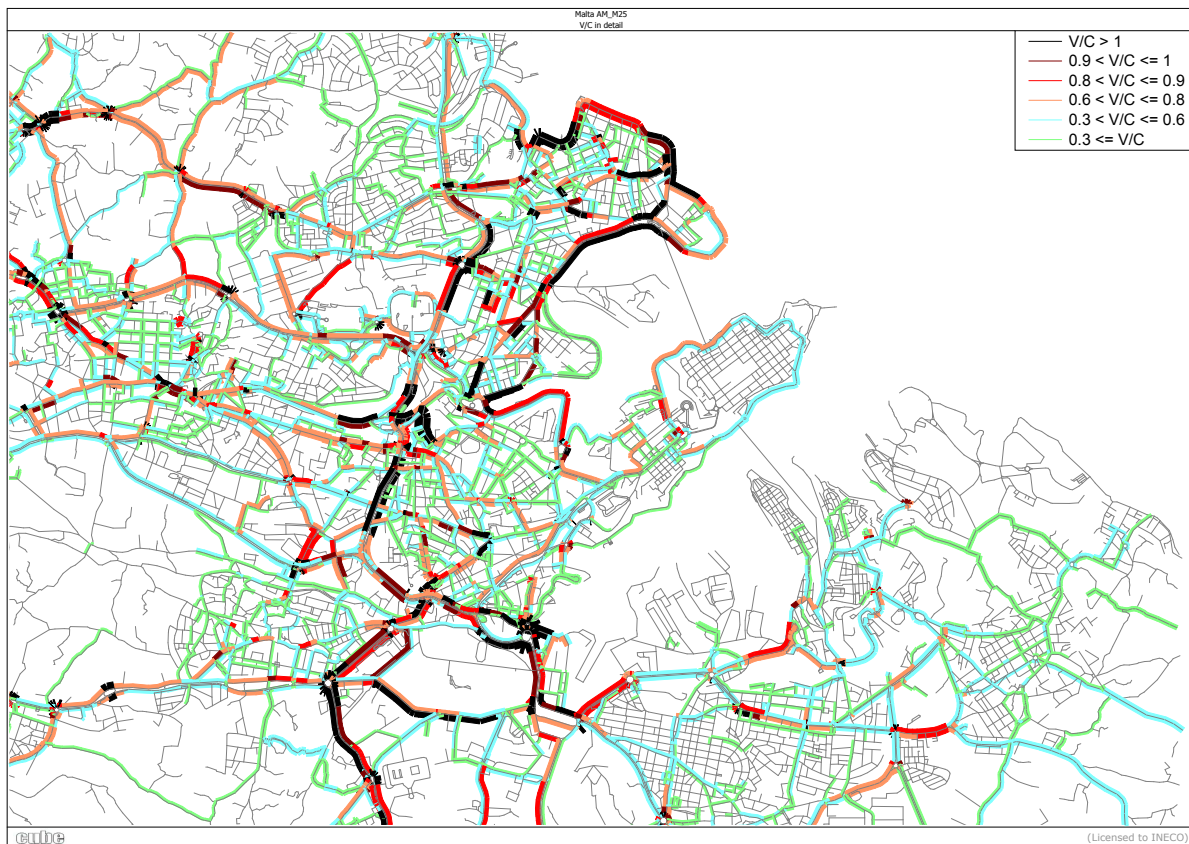 Malta AM_M25
V/C in detail
V/C > 1
0.9 < V/C <= 1
0.8 < V/C <= 0.9
0.6 < V/C <= 0.8
0.3 < V/C <= 0.6
0.3 <= V/C
cube
(Licensed to INECO)